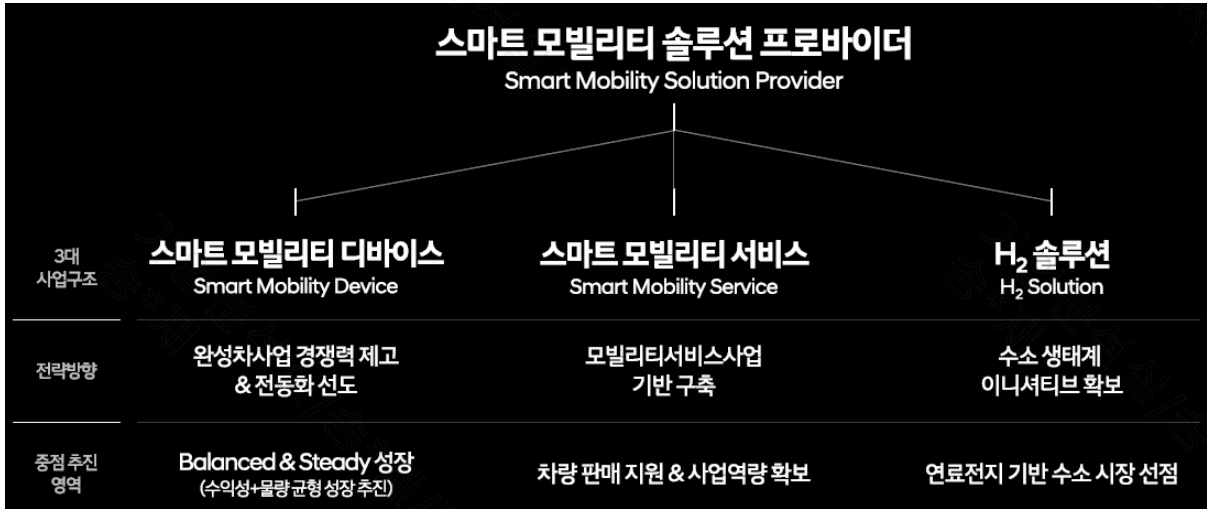 스마트 모빌리티 솔루션 프로바이더
Smart Mobility Solution Provider
3대
사업구조
스마트 모빌리티 디바이스
Smart Mobility Device
스마트 모빌리티 서비스
Smart Mobility Service
H₂ 솔루션
H₂ Solution
전략방향
완성차사업 경쟁력 제고
& 전동화 선도
모빌리티서비스사업
기반 구축
수소 생태계
이니셔티브 확보
중점 추진
영역
Balanced & Steady 성장
(수익성+물량 균형 성장 추진)
차량 판매 지원 & 사업역량 확보
연료전지 기반 수소 시장 선점